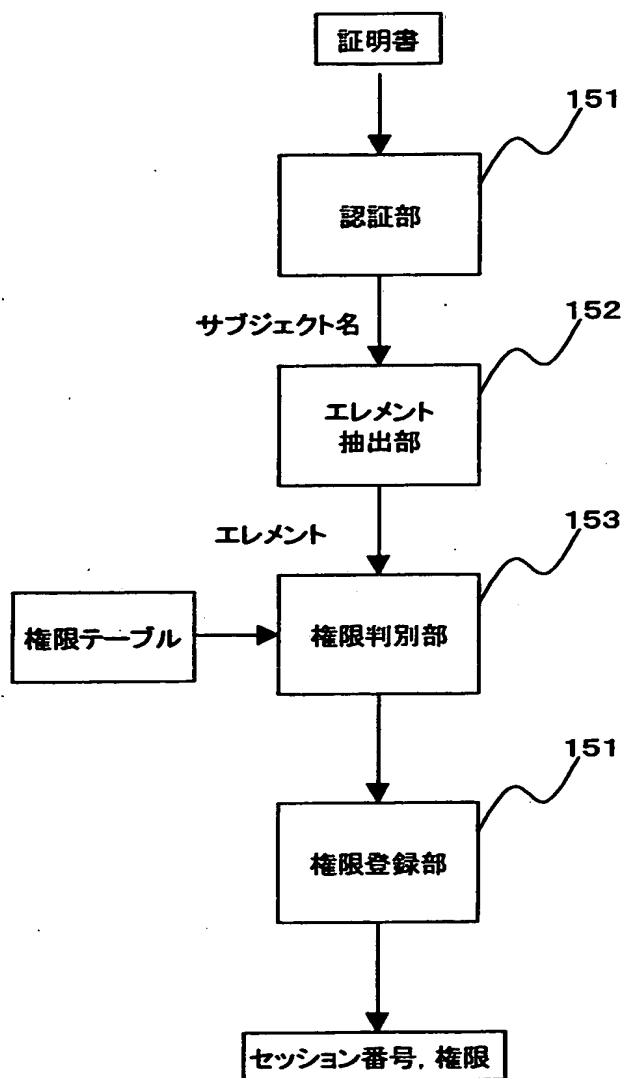 証明書
151
認証部
サブジェクト名
152
エレメント
抽出部
エレメント
153
権限テーブル
権限判別部
151
権限登録部
セッション番号, 権限